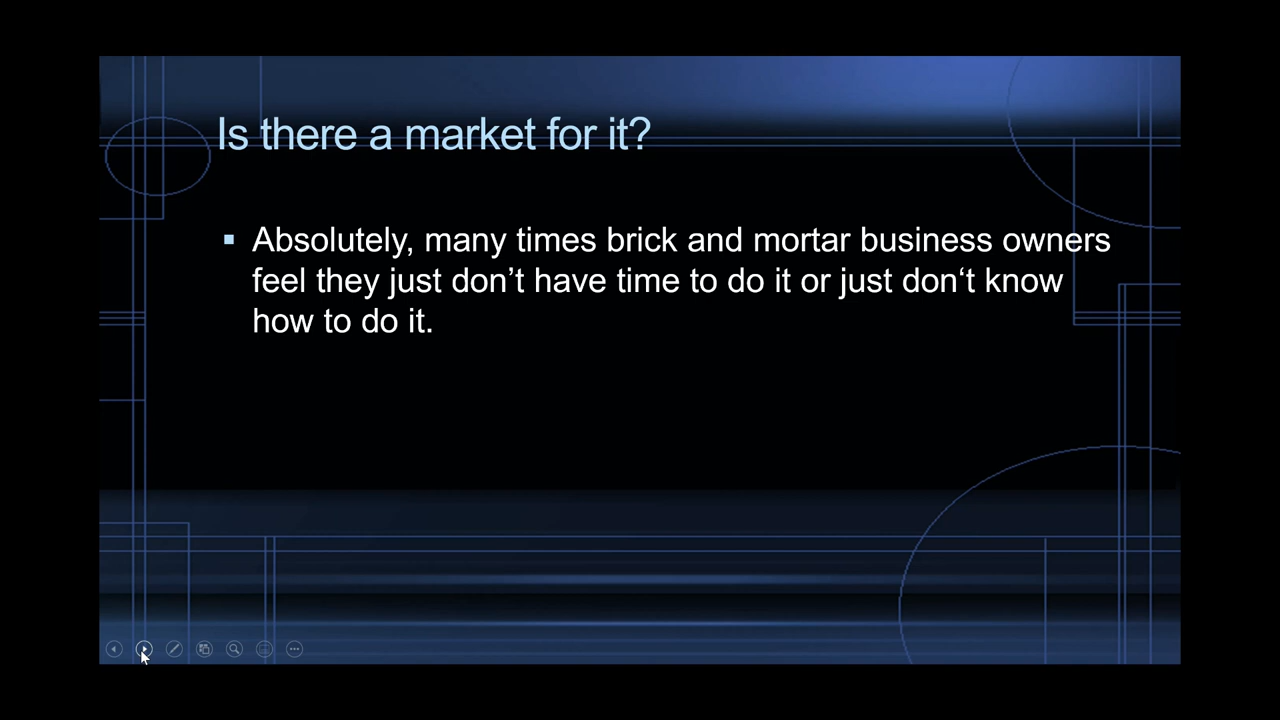 Is there a market for it?
Absolutely, many times brick and mortar business owners
feel they just don’t have time to do it or just don‘t know
how to do it.